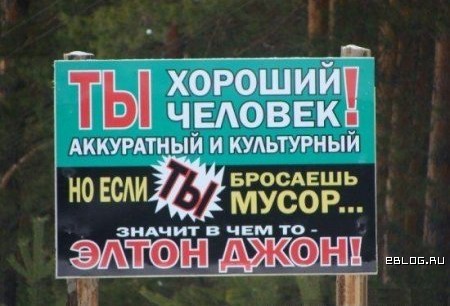 ТЫ ХОРОШИЙ
ЧЕЛОВЕК!
АККУРАТНЫЙ И КУЛЬТУРНЫЙ
НО ЕСЛИ ТЫ БРОСАЕШЬ
МУСОР...
ЗНАЧИТ В ЧЕМ ТО -
ЭЛТОН ДЖОН!
EBLOG.RU